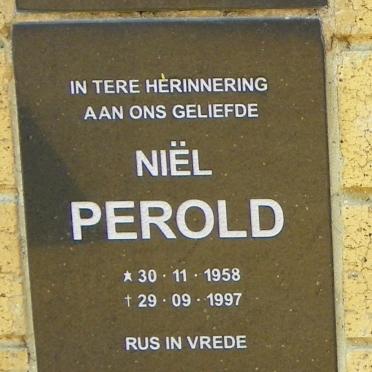 IN TERE HERINNERING
AAN ONS GELIEFDE
NIËL
PEROLD
★ 30 · 11 · 1958
† 29 · 09 · 1997
RUS IN VREDE